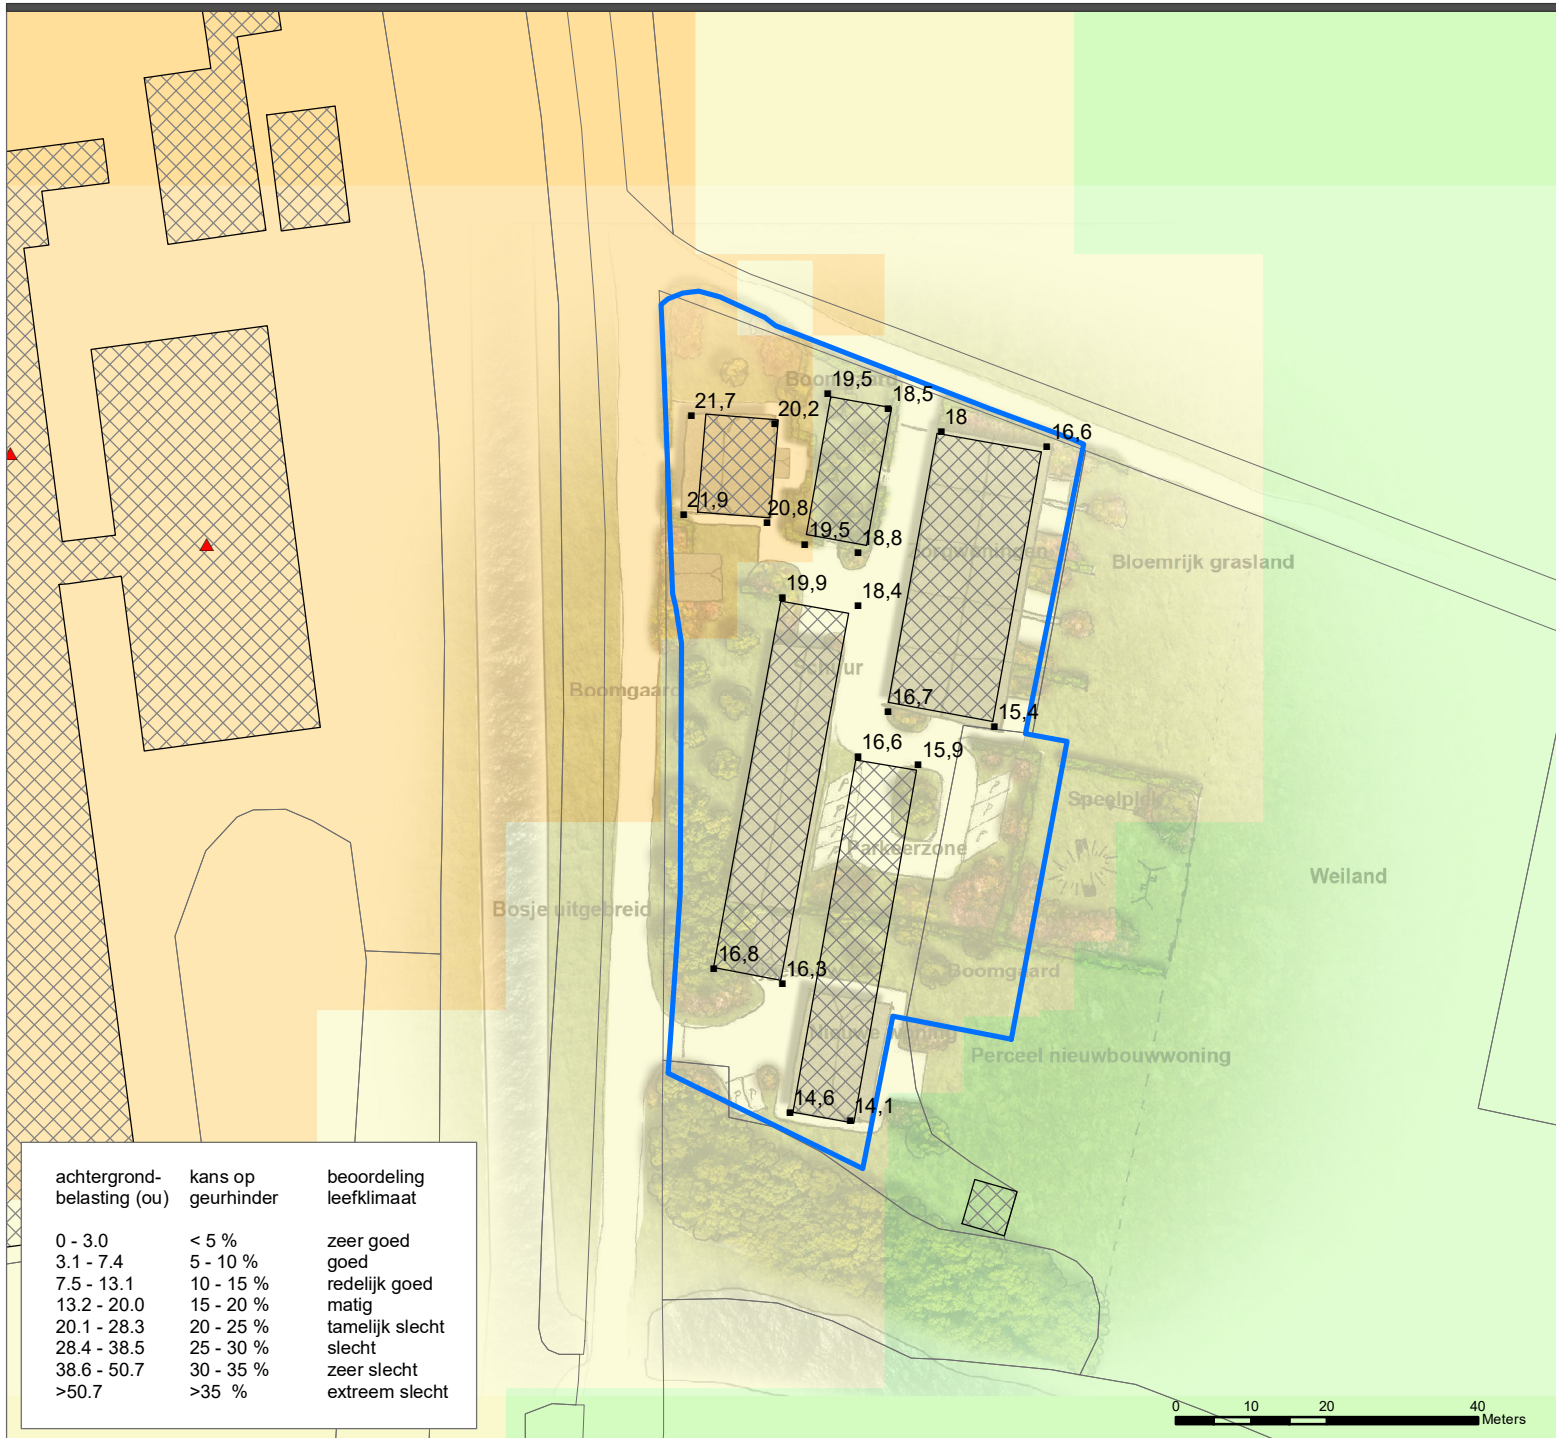 Boomgaard
19,5
18,5
21,7
20,2
18
16,6
21,9
20,8
19,5
18,8
Zorgwoningen
Bloemrijk grasland
19,9
18,4
Schuur
Boomgaard
16,7
15,4
16,6
15,9
Speelplek
Parkeerzone
Weiland
Bosje uitgebreid
16,8
16,3
Boomgaard
Nieuwe woning
Perceel nieuwbouwwoning
14,6
14,1
achtergrond- kans op beoordeling
belasting (ou) geurhinder leefklimaat
0 - 3.0 < 5 % zeer goed
3.1 - 7.4 5 - 10 % goed
7.5 - 13.1 10 - 15 % redelijk goed
13.2 - 20.0 15 - 20 % matig
20.1 - 28.3 20 - 25 % tamelijk slecht
28.4 - 38.5 25 - 30 % slecht
38.6 - 50.7 30 - 35 % zeer slecht
>50.7 >35 % extreem slecht
0 10 20 40
Meters